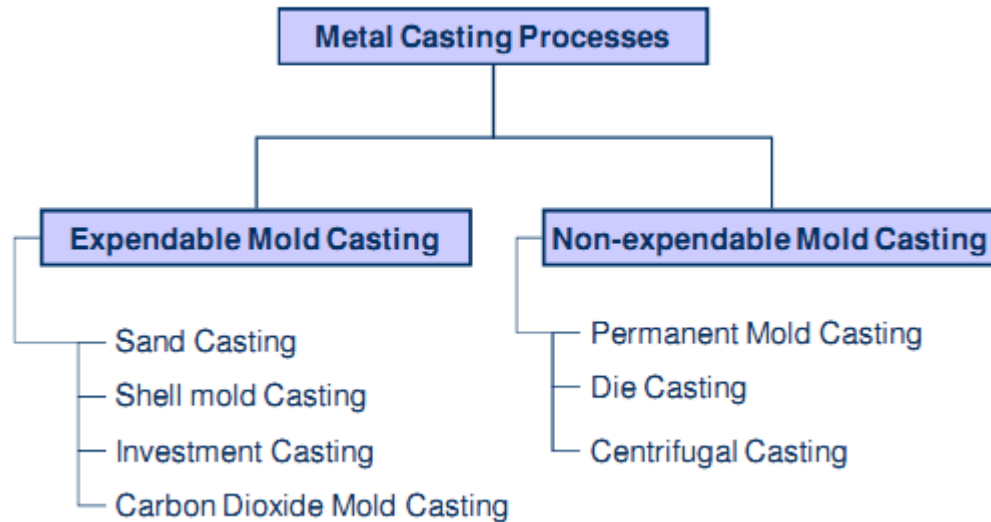 Metal Casting Processes
Expendable Mold Casting
Sand Casting
Shell mold Casting
Investment Casting
Carbon Dioxide Mold Casting
Non-expendable Mold Casting
Permanent Mold Casting
Die Casting
Centrifugal Casting